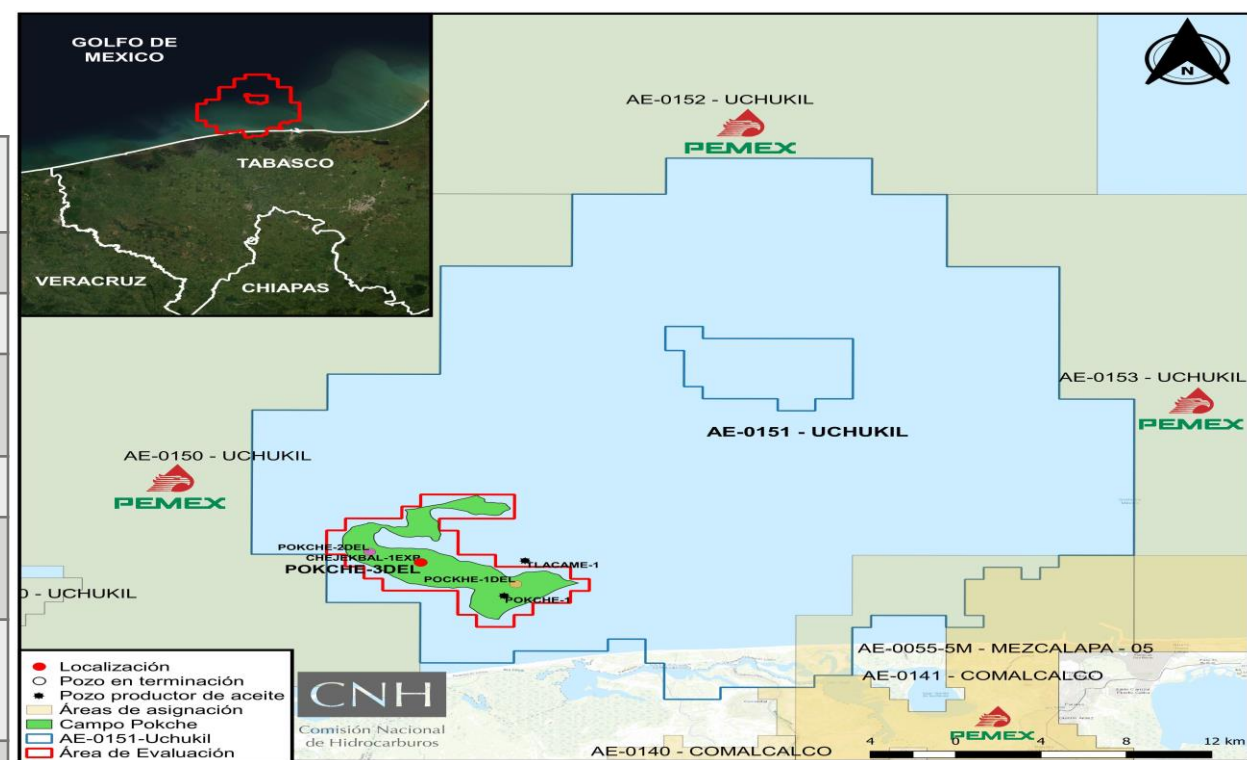 GOLFO DE
MEXICO
TABASCO
VERACRUZ
CHIAPAS
N
AE-0152 - UCHUKIL
PEMEX
AE-0153 - UCHUKIL
PEMEX
AE-0151 - UCHUKIL
AE-0150 - UCHUKIL
PEMEX
POKCHE-2DEL
CHEJEKBAL-1EXP
POKCHE-3DEL
TLACAME-1
POCKHE-1DEL
POKCHE-1
0 - UCHUKIL
AE-0055-5M - MEZCALAPA - 05
AE-0141 - COMALCALCO
PEMEX
AE-0140 - COMALCALCO
4 0 4 8 12 km
Localización
Pozo en terminación
Pozo productor de aceite
Áreas de asignación
Campo Pokche
AE-0151-Uchukil
Área de Evaluación
CNH
Comisión Nacional
de Hidrocarburos